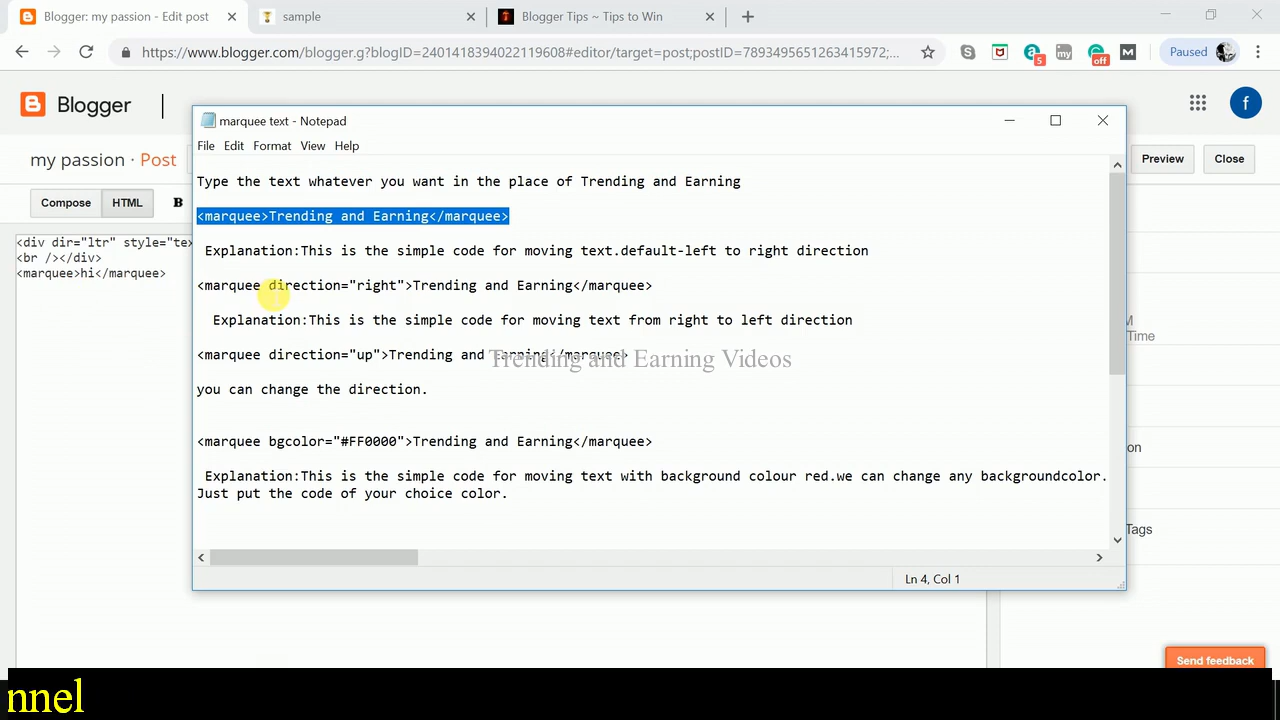 Blogger: my passion - Edit post
sample
Blogger Tips ~ Tips to Win
https://www.blogger.com/blogger.g?blogID=2401418394022119608#editor/target=post;postID=7893495651263415972;...
5
my
off
M
Paused
Blogger
f
marquee text - Notepad
File Edit Format View Help
my passion · Post
Preview
Close
Compose
HTML
B
Type the text whatever you want in the place of Trending and Earning
<marquee>Trending and Earning</marquee>
<div dir="ltr" style="te
<br /></div>
<marquee>hi</marquee>
Explanation:This is the simple code for moving text.default-left to right direction
<marquee direction="right">Trending and Earning</marquee>
Explanation:This is the simple code for moving text from right to left direction
M
Time
<marquee direction="up">Trending and Earning</marquee>
Trending and Earning Videos
you can change the direction.
<marquee bgcolor="#FF0000">Trending and Earning</marquee>
on
Explanation:This is the simple code for moving text with background colour red.we can change any backgroundcolor.
Just put the code of your choice color.
Tags
Ln 4, Col 1
Send feedback
nnel